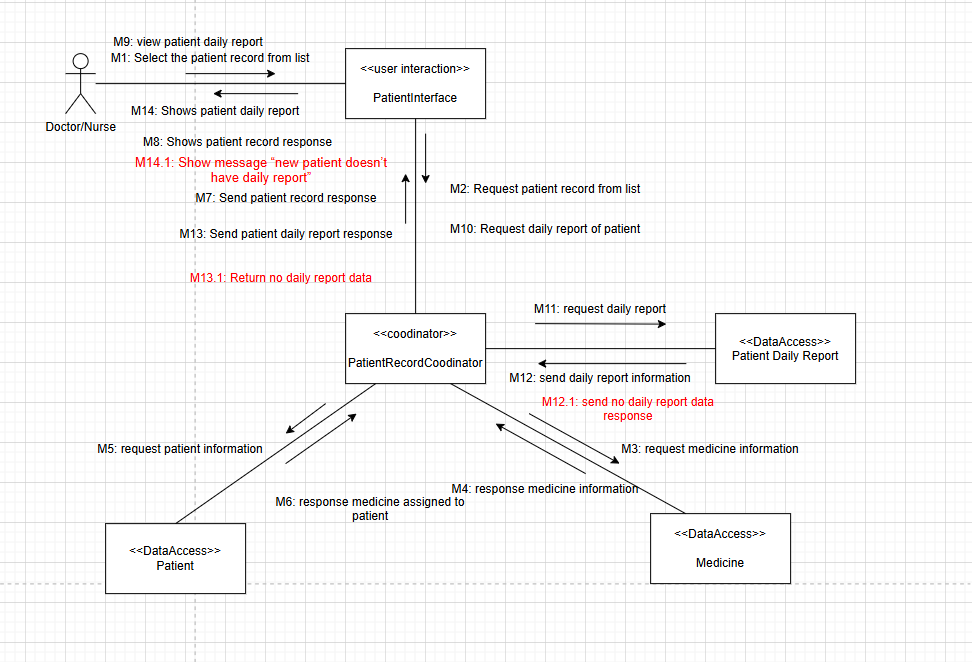 M9: view patient daily report
M1: Select the patient record from list
<<user interaction>>
PatientInterface
M14: Shows patient daily report
Doctor/Nurse
M8: Shows patient record response
M14.1: Show message “new patient doesn’t
have daily report”
M2: Request patient record from list
M7: Send patient record response
M10: Request daily report of patient
M13: Send patient daily report response
M13.1: Return no daily report data
M11: request daily report
<<coodinator>>
PatientRecordCoodinator
<<DataAccess>>
Patient Daily Report
M12: send daily report information
M12.1: send no daily report data
response
M5: request patient information
M3: request medicine information
M4: response medicine information
M6: response medicine assigned to
patient
<<DataAccess>>
Patient
<<DataAccess>>
Medicine